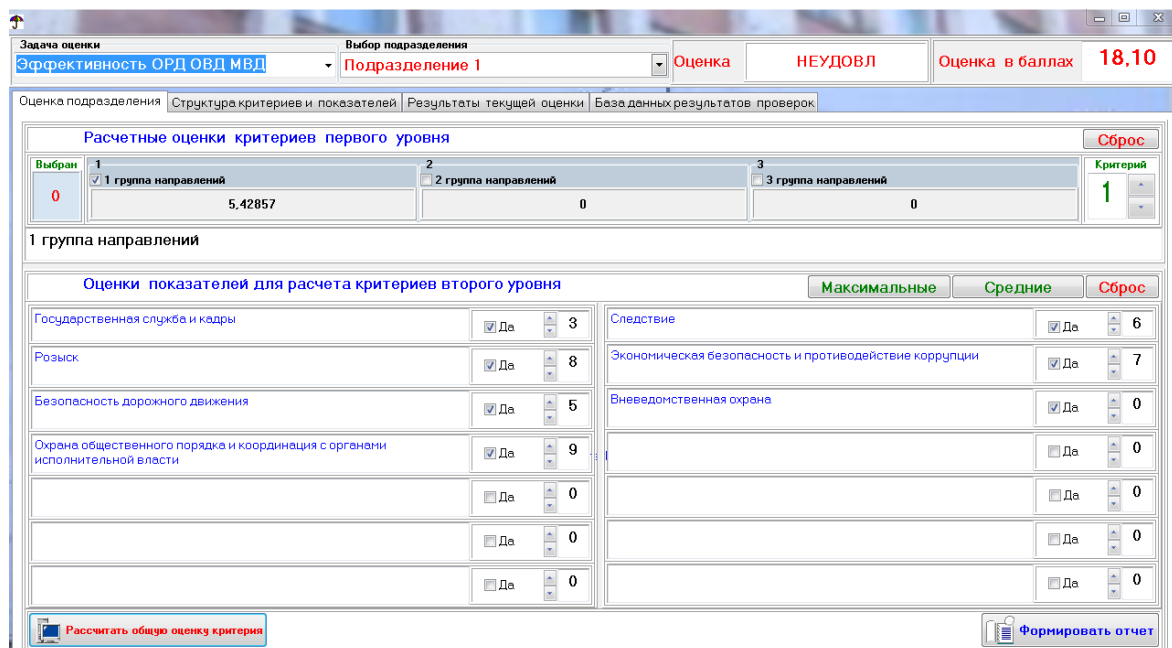 Задача оценки
Выбор подразделения
Эффективность ОРД ОВД МВД
Подразделение 1
Оценка
НЕУДОВЛ
Оценка в баллах
18,10
Оценка подразделения
Структура критериев и показателей
Результаты текущей оценки
База данных результатов проверок
Расчетные оценки критериев первого уровня
Сброс
Выбран
0
1
1 группа направлений
5,42857
2
2 группа направлений
0
3
3 группа направлений
0
Критерий
1
1 группа направлений
Оценки показателей для расчета критериев второго уровня
Максимальные
Средние
Сброс
Государственная служба и кадры
Да
3
Следствие
Да
6
Розыск
Да
8
Экономическая безопасность и противодействие коррупции
Да
7
Безопасность дорожного движения
Да
5
Вневедомственная охрана
Да
0
Охрана общественного порядка и координация с органами
исполнительной власти
Да
9
Да
0
Да
0
Да
0
Да
0
Да
0
Да
0
Да
0
Рассчитать общую оценку критерия
Формировать отчет